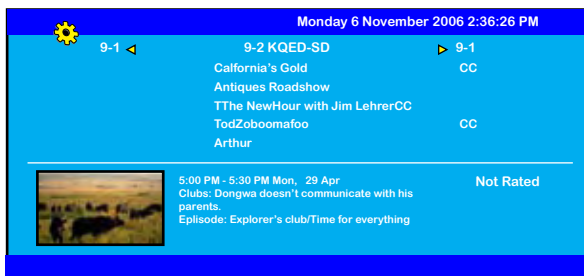 Monday 6 November 2006 2:36:26 PM
9-1 9-2 KQED-SD 9-1
Calfornia's Gold CC
Antiques Roadshow
TThe NewHour with Jim LehrerCC
TodZoboomafoo CC
Arthur
5:00 PM - 5:30 PM Mon, 29 Apr Not Rated
Clubs: Dongwa doesn't communicate with his
parents.
Eplisode: Explorer's club/Time for everything